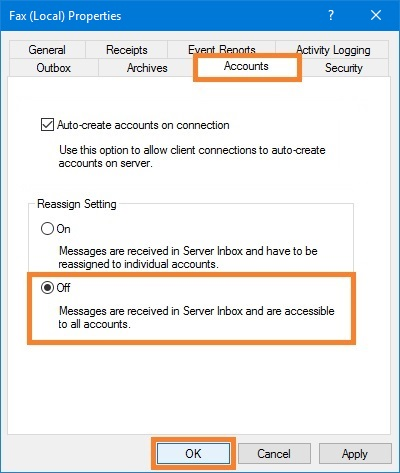 Fax (Local) Properties
?
General Receipts Event Reports Activity Logging
Outbox Archives Accounts Security
Auto-create accounts on connection
Use this option to allow client connections to auto-create
accounts on server.
Reassign Setting
On
Messages are received in Server Inbox and have to be
reassigned to individual accounts.
Off
Messages are received in Server Inbox and are accessible
to all accounts.
OK Cancel Apply